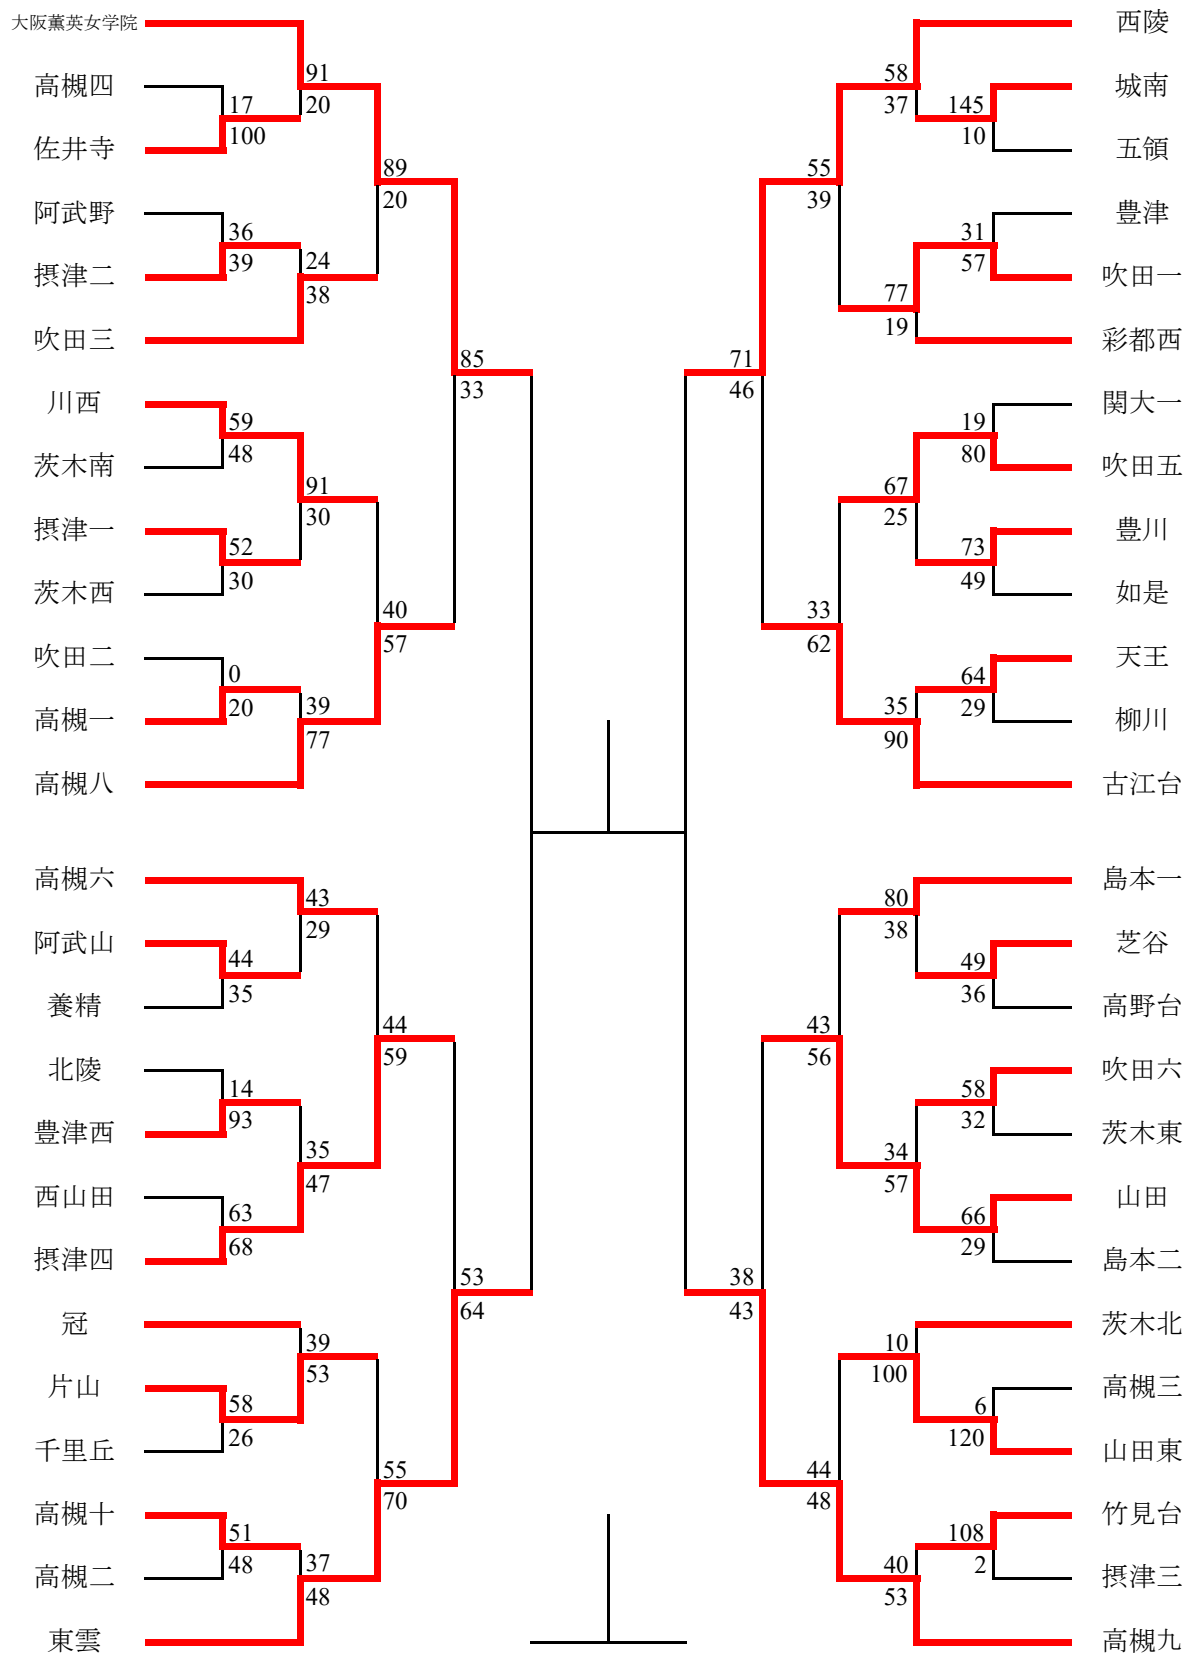 大阪薫英女学院
高槻四
佐井寺
阿武野
摂津二
吹田三
川西
茨木南
摂津一
茨木西
吹田二
高槻一
高槻八
高槻六
阿武山
養精
北陵
豊津西
西山田
摂津四
冠
片山
千里丘
高槻十
高槻二
東雲
17
100
36
39
59
48
52
30
0
20
44
35
14
93
63
68
58
26
51
48
91
20
24
38
91
30
39
77
43
29
35
47
39
53
37
48
89
20
40
57
44
59
55
70
85
33
53
64
71
46
38
43
55
39
33
62
43
56
44
48
58
37
77
19
67
25
35
90
80
38
34
57
10
100
40
53
145
10
31
57
19
80
73
49
64
29
49
36
58
32
66
29
6
120
108
2
西陵
城南
五領
豊津
吹田一
彩都西
関大一
吹田五
豊川
如是
天王
柳川
古江台
島本一
芝谷
高野台
吹田六
茨木東
山田
島本二
茨木北
高槻三
山田東
竹見台
摂津三
高槻九